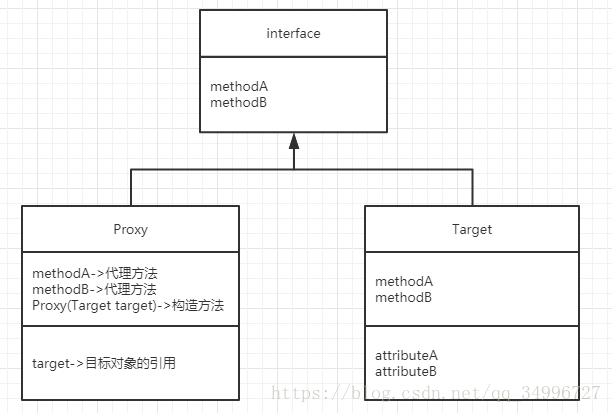 interface
methodA
methodB
Proxy
methodA->代理方法
methodB->代理方法
Proxy(Target target)->构造方法
target->目标对象的引用
Target
methodA
methodB
attributeA
attributeB
https://blog.csdn.net/qq_34996727